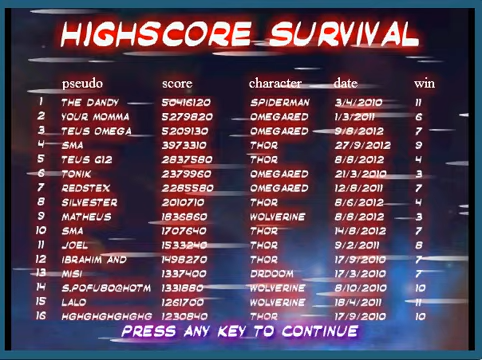 HIGHSCORE SURVIVAL
pseudo score character date win
1 THE DANDY 50416120 SPIDERMAN 3/4/2010 11
2 YOUR MOMMA 5279820 OMEGARED 1/3/2011 6
3 TEUS OMEGA 5209130 OMEGARED 9/8/2012 7
4 SMA 3973310 THOR 27/9/2012 9
5 TEUS G12 2837580 THOR 8/8/2012 4
6 TONIK 2379960 OMEGARED 21/3/2010 3
7 REDSTEX 2285580 OMEGARED 12/8/2011 7
8 SILVESTER 2010710 THOR 8/6/2012 4
9 MATHEUS 1836860 WOLVERINE 8/8/2012 3
10 SMA 1707640 THOR 14/8/2012 7
11 JOEL 1533240 THOR 9/2/2011 8
12 IBRAHIM AND 1498270 THOR 17/9/2010 7
13 MISI 1337400 DRDOOM 17/3/2010 7
14 S.POFUBO@HOTM 1331880 WOLVERINE 8/10/2010 10
15 LALO 1261700 WOLVERINE 18/4/2011 11
16 HGHGHGHGHGHG 1230840 THOR 17/9/2010 10
PRESS ANY KEY TO CONTINUE